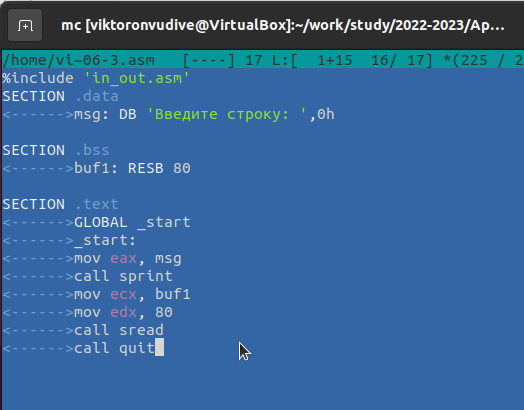 mc [viktoronvudive@VirtualBox]:~/work/study/2022-2023/Ap...
/home/vi~06-3.asm [----] 17 L:[ 1+15 16/ 17] *(225 / 2
%include 'in_out.asm'
SECTION .data
<------>msg: DB 'Введите строку: ',0h
SECTION .bss
<------>buf1: RESB 80
SECTION .text
<------>GLOBAL _start
<------>_start:
<------>mov eax, msg
<------>call sprint
<------>mov ecx, buf1
<------>mov edx, 80
<------>call sread
<------>call quit